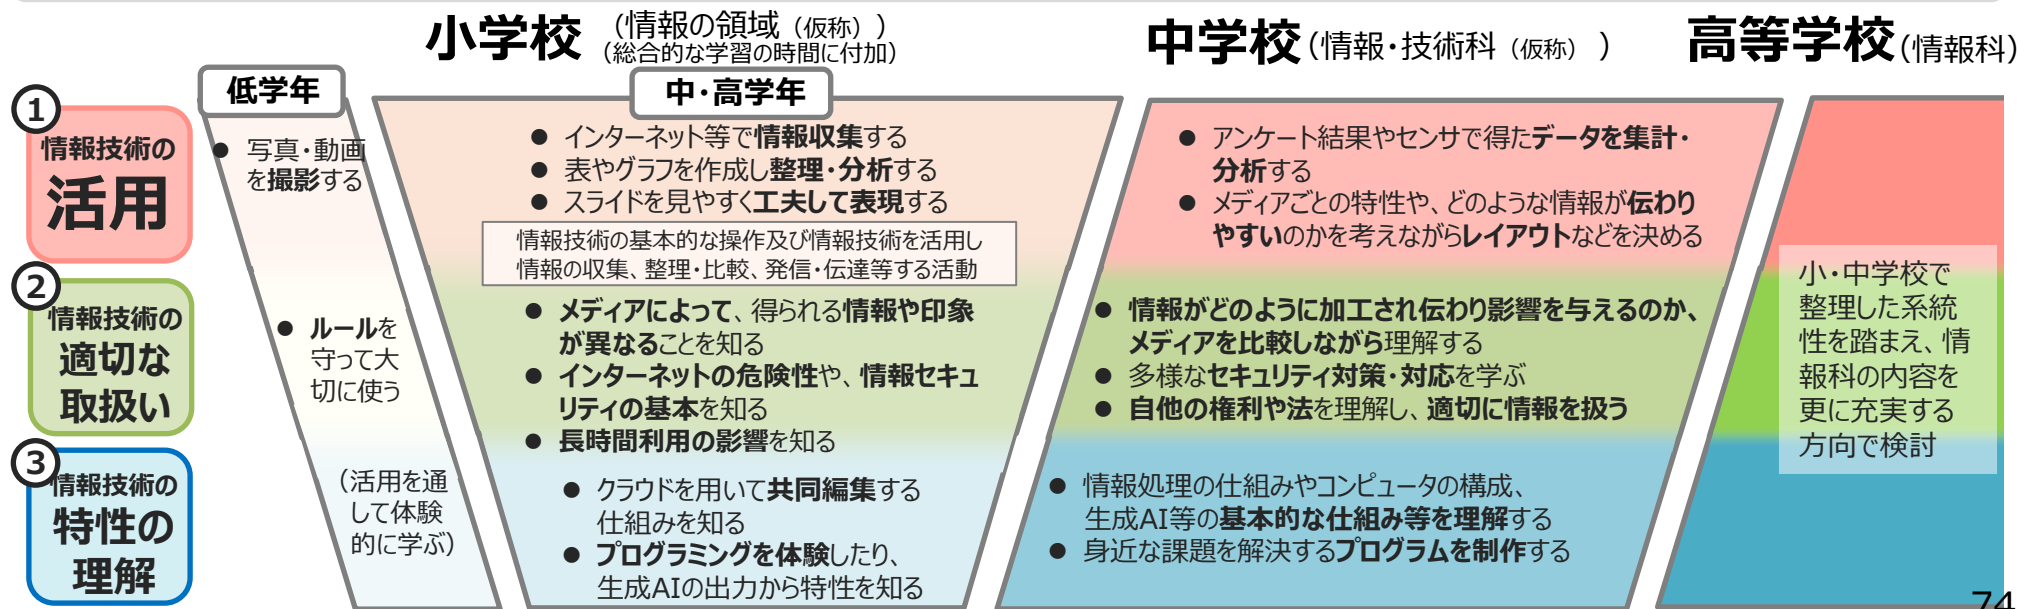 小学校 (情報の領域 (仮称) )
(総合的な学習の時間に付加)
中学校 (情報・技術科 (仮称) )
高等学校 (情報科)
低学年
中・高学年
①
情報技術の
活用
● 写真・動画
を撮影する
● インターネット等で情報収集する
● 表やグラフを作成し整理・分析する
● スライドを見やすく工夫して表現する
情報技術の基本的な操作及び情報技術を活用し
情報の収集、整理・比較、発信・伝達等する活動
● アンケート結果やセンサで得たデータを集計・
分析する
● メディアごとの特性や、どのような情報が伝わり
やすいのかを考えながらレイアウトなどを決める
②
情報技術の
適切な
取扱い
● ルールを
守って大
切に使う
● メディアによって、得られる情報や印象
が異なることを知る
● インターネットの危険性や、情報セキュ
リティの基本を知る
● 長時間利用の影響を知る
● 情報がどのように加工され伝わり影響を与えるのか、
メディアを比較しながら理解する
● 多様なセキュリティ対策・対応を学ぶ
● 自他の権利や法を理解し、適切に情報を扱う
③
情報技術の
特性の
理解
(活用を通
して体験
的に学ぶ)
● クラウドを用いて共同編集する
仕組みを知る
● プログラミングを体験したり、
生成AIの出力から特性を知る
● 情報処理の仕組みやコンピュータの構成、
生成AI等の基本的な仕組み等を理解する
● 身近な課題を解決するプログラムを制作する
小・中学校で
整理した系統
性を踏まえ、情
報科の内容を
更に充実する
方向で検討
74